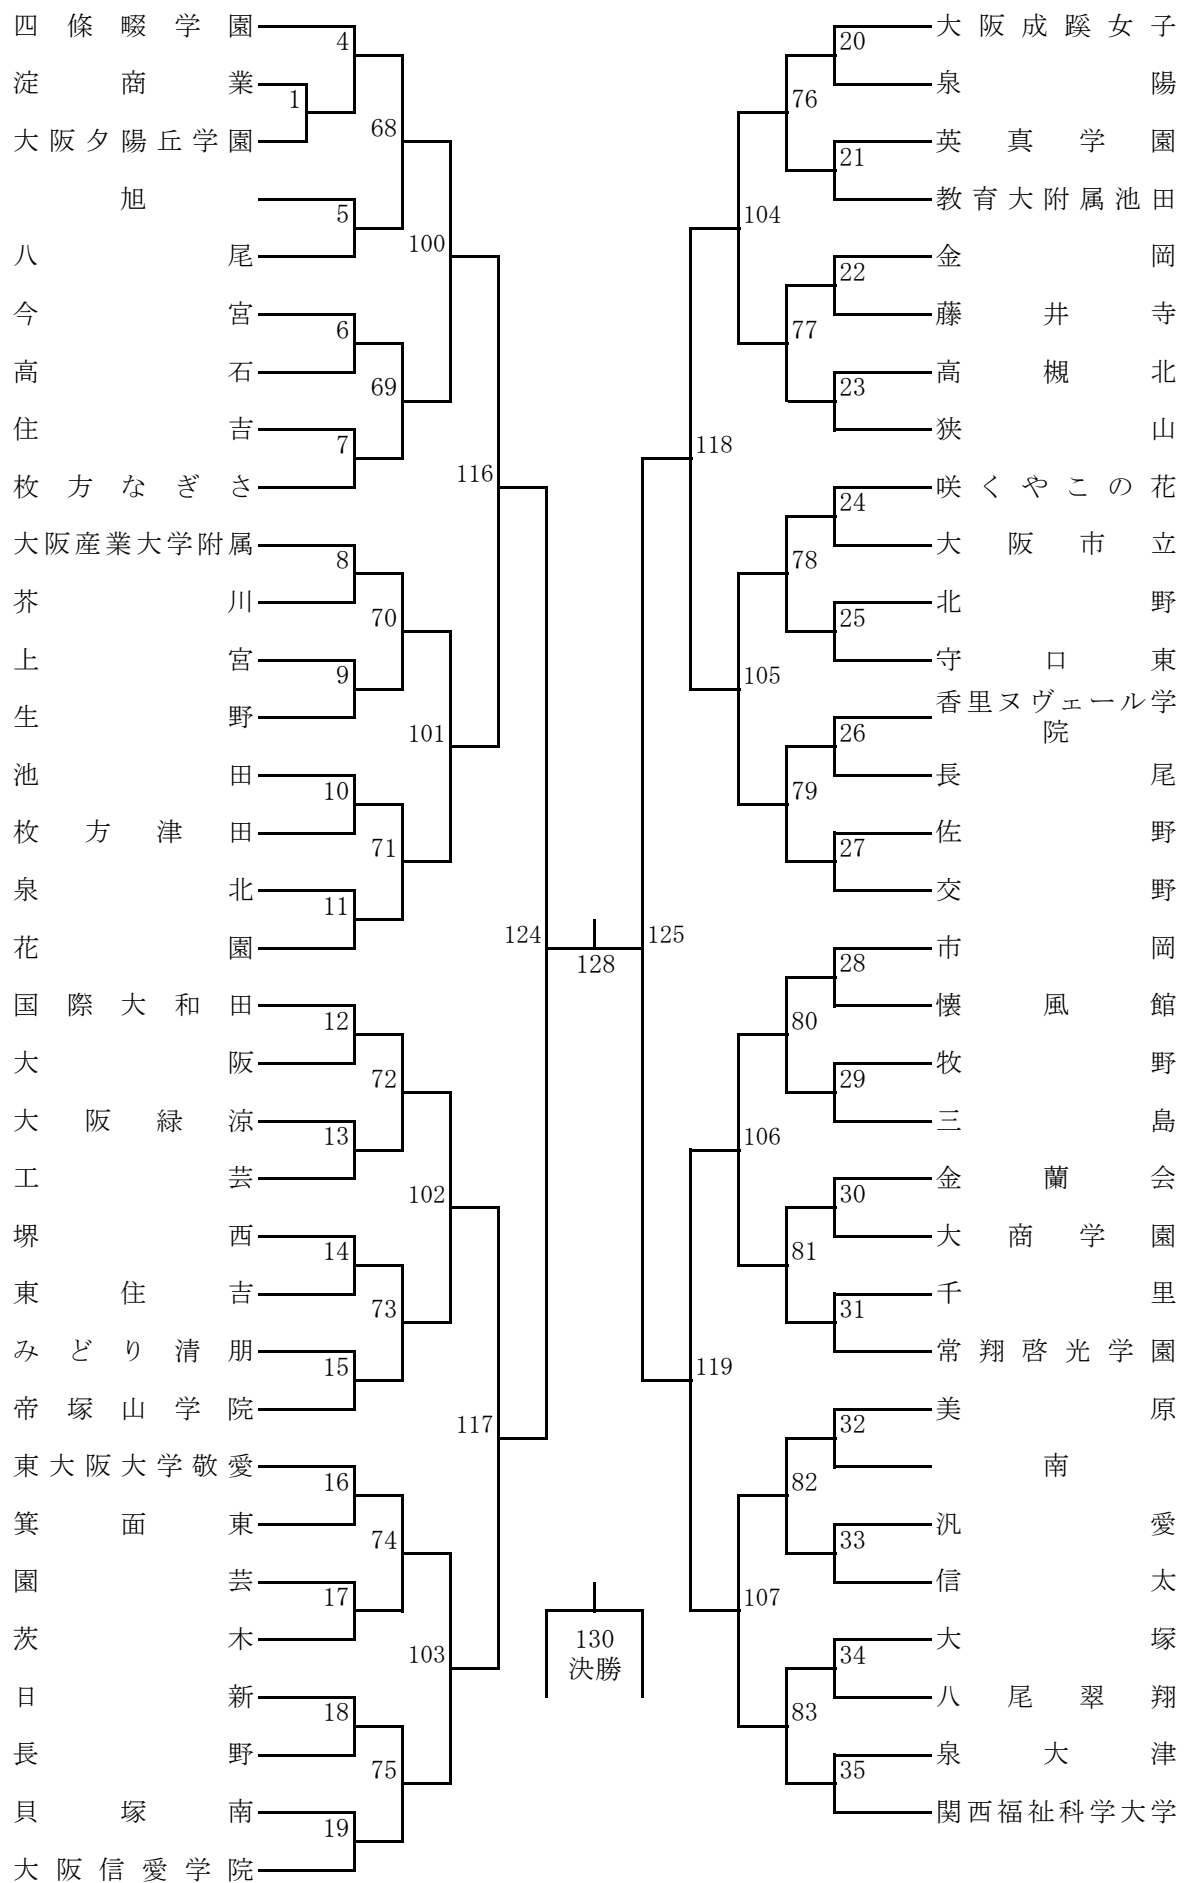 四條畷学園
淀商業
大阪夕陽丘学園
旭
八尾
今宮
高石
住吉
枚方なぎさ
大阪産業大学附属
芥川
上宮
生野
池田
枚方津田
泉北
花園
国際大和田
大阪
大阪緑涼
工芸
堺西
東住吉
みどり清朋
帝塚山学院
東大阪大学敬愛
箕面東
園芸
茨木
日新
長野
貝塚南
大阪信愛学院
4
1
5
6
7
8
9
10
11
12
13
14
15
16
17
18
19
68
69
70
71
72
73
74
75
100
101
102
103
116
117
124
128
125
130
決勝
118
119
104
105
106
107
76
77
78
79
80
81
82
83
20
21
22
23
24
25
26
27
28
29
30
31
32
33
34
35
大阪成蹊女子
泉陽
英真学園
教育大附属池田
金岡
藤井寺
高槻北
狭山
咲くやこの花
大阪市立
北野
守口東
香里ヌヴェール学
院
長尾
佐野
交野
市岡
懐風館
牧野
三島
金蘭会
大商学園
千里
常翔啓光学園
美原
南
汎愛
信太
大塚
八尾翠翔
泉大津
関西福祉科学大学